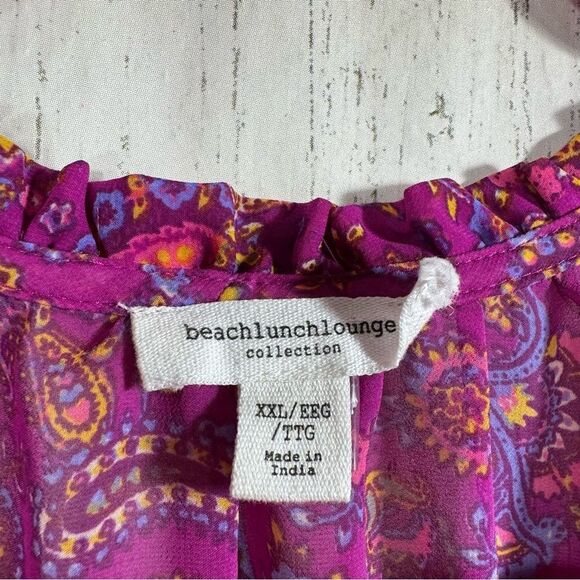 beachlunchlounge
collection
XXL/EEG
/TTG
Made in
India